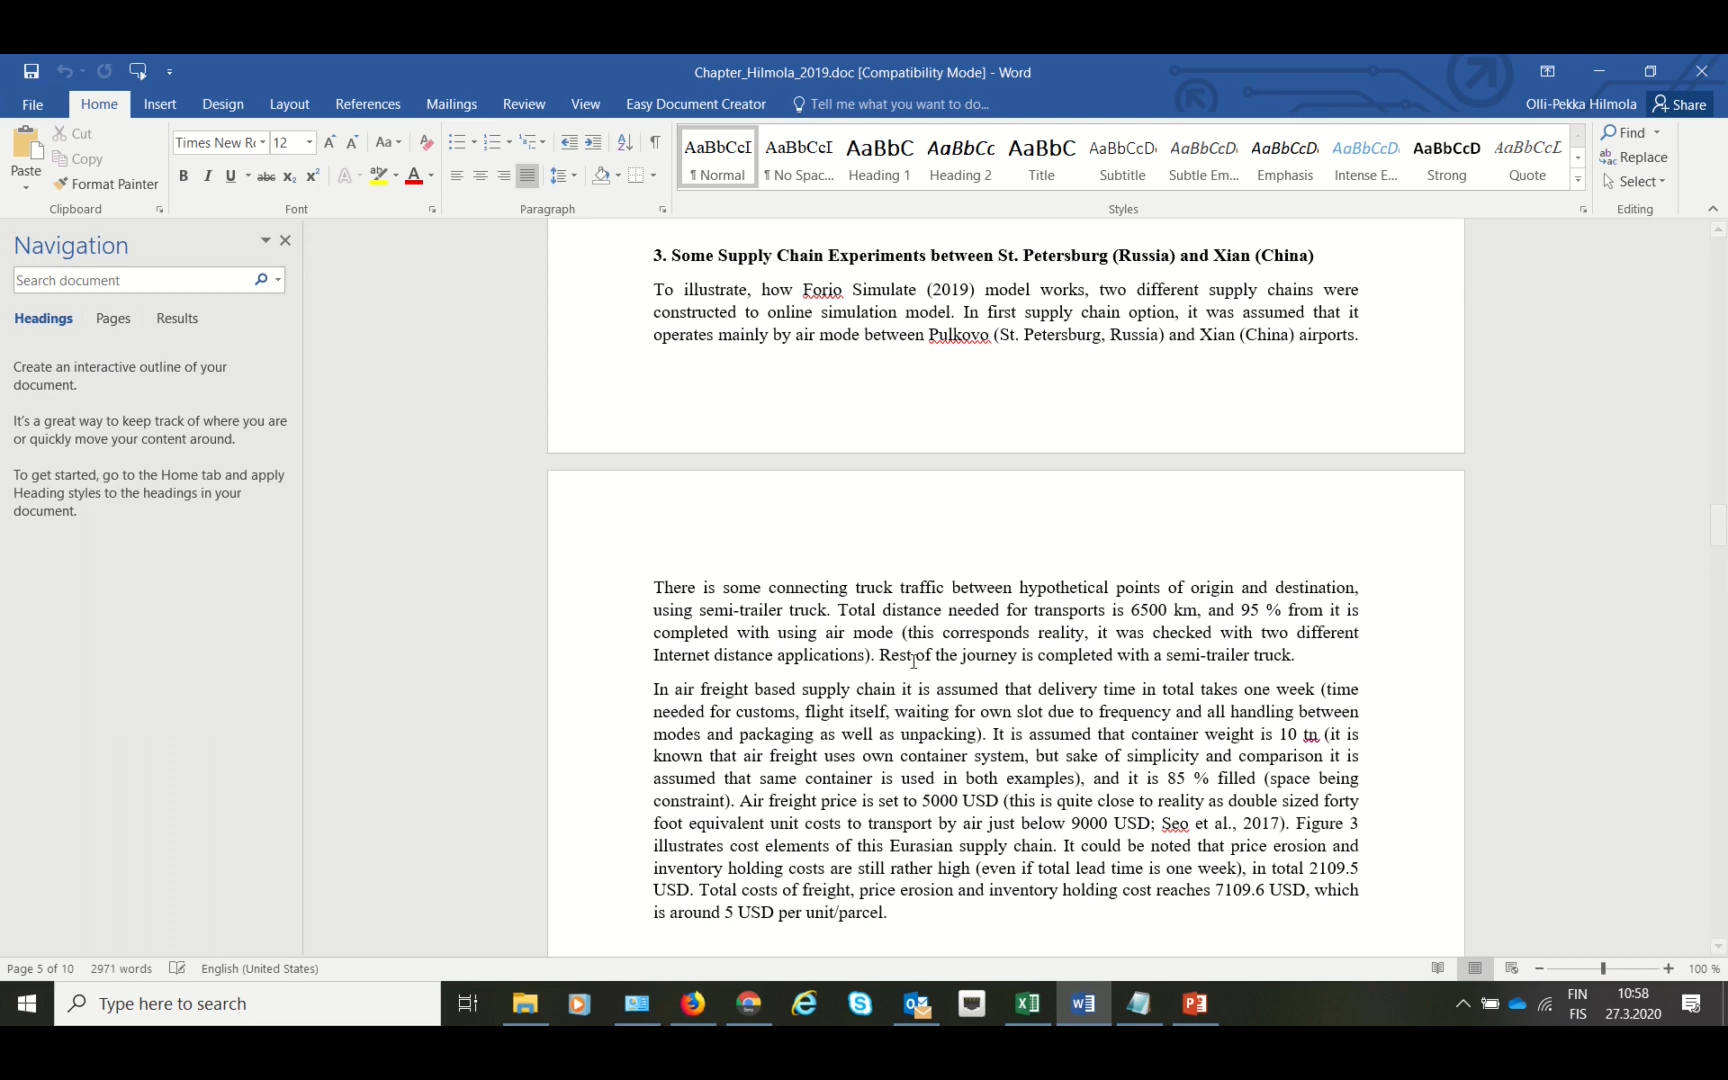 Chapter_Hilmola_2019.doc [Compatibility Mode] - Word
File Home Insert Design Layout References Mailings Review View Easy Document Creator Tell me what you want to do... Olli-Pekka Hilmola Share
Paste
Cut
Copy
Format Painter
Clipboard
Times New Rc 12
Font
Paragraph
AaBbCcI AaBbCcI AaBbC AaBbCc AaBbC AaBbCcD AaBbCcD. AaBbCcD. AaBbCcD. AaBbCcD AaBbCcL
¶ Normal ¶ No Spac... Heading 1 Heading 2 Title Subtitle Subtle Em... Emphasis Intense E... Strong Quote
Styles
Find
Replace
Select
Editing
Navigation
Search document
Headings Pages Results
Create an interactive outline of your
document.
It's a great way to keep track of where you are
or quickly move your content around.
To get started, go to the Home tab and apply
Heading styles to the headings in your
document.
3. Some Supply Chain Experiments between St. Petersburg (Russia) and Xian (China)
To illustrate, how Forio Simulate (2019) model works, two different supply chains were
constructed to online simulation model. In first supply chain option, it was assumed that it
operates mainly by air mode between Pulkovo (St. Petersburg, Russia) and Xian (China) airports.
There is some connecting truck traffic between hypothetical points of origin and destination,
using semi-trailer truck. Total distance needed for transports is 6500 km, and 95 % from it is
completed with using air mode (this corresponds reality, it was checked with two different
Internet distance applications). Rest of the journey is completed with a semi-trailer truck.
In air freight based supply chain it is assumed that delivery time in total takes one week (time
needed for customs, flight itself, waiting for own slot due to frequency and all handling between
modes and packaging as well as unpacking). It is assumed that container weight is 10 tn (it is
known that air freight uses own container system, but sake of simplicity and comparison it is
assumed that same container is used in both examples), and it is 85 % filled (space being
constraint). Air freight price is set to 5000 USD (this is quite close to reality as double sized forty
foot equivalent unit costs to transport by air just below 9000 USD; Seo et al., 2017). Figure 3
illustrates cost elements of this Eurasian supply chain. It could be noted that price erosion and
inventory holding costs are still rather high (even if total lead time is one week), in total 2109.5
USD. Total costs of freight, price erosion and inventory holding cost reaches 7109.6 USD, which
is around 5 USD per unit/parcel.
Page 5 of 10 2971 words English (United States) 100 %
Type here to search
FIN
FIS
10:58
27.3.2020